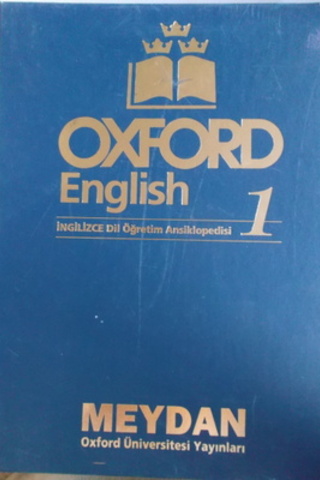 OXFORD
English 1
İNGİLİZCE Dil Öğretim Ansiklopedisi
MEYDAN
Oxford Üniversitesi Yayınları